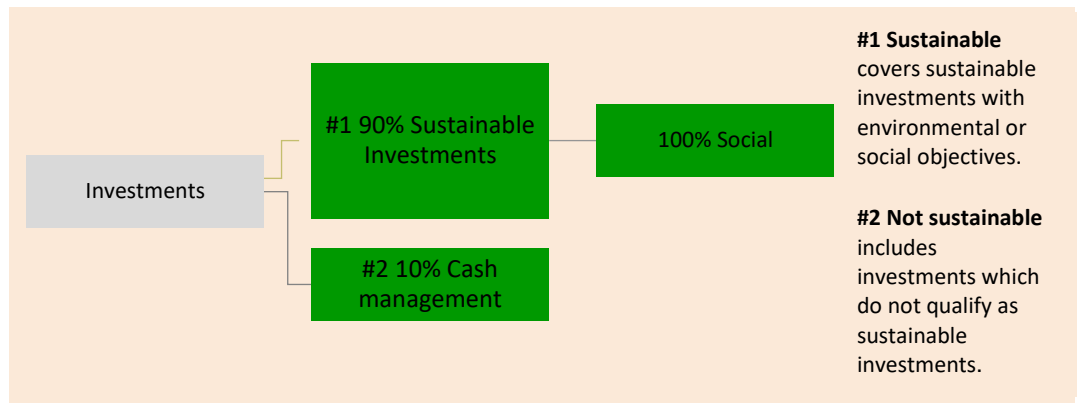 Investments
#1 90% Sustainable
Investments
#2 10% Cash
management
100% Social
#1 Sustainable
covers sustainable
investments with
environmental or
social objectives.
#2 Not sustainable
includes
investments which
do not qualify as
sustainable
investments.